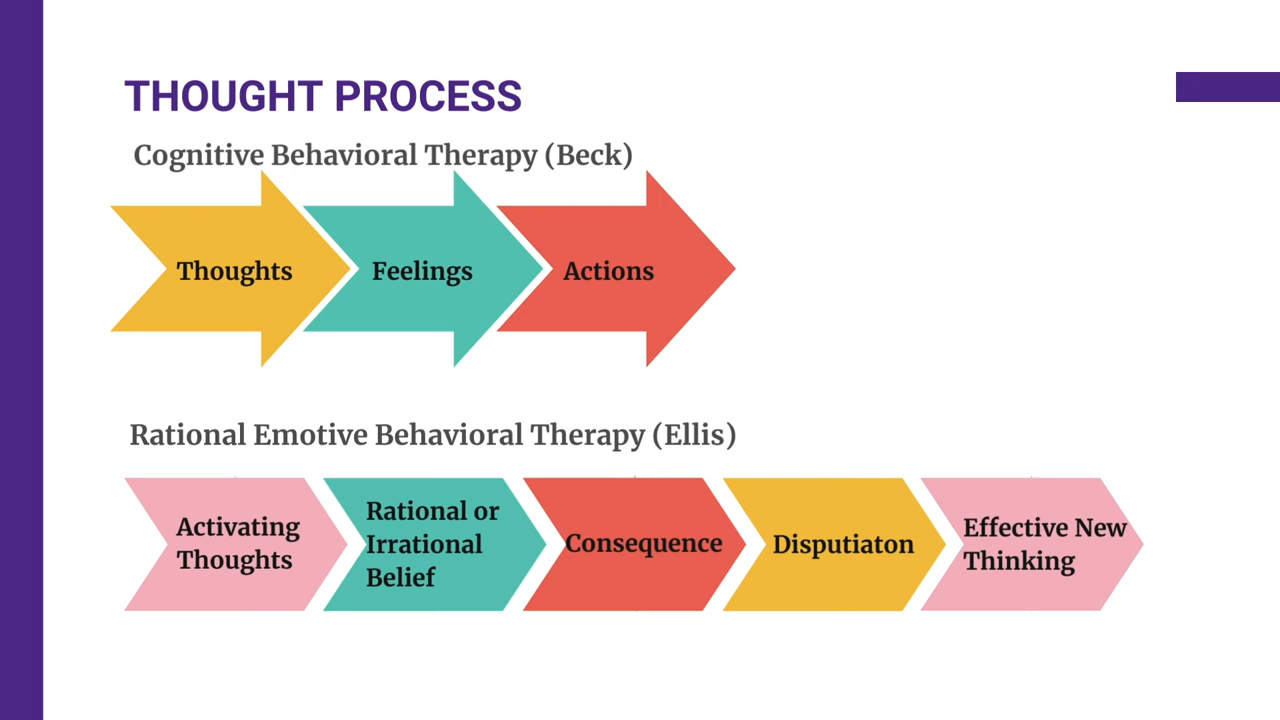 THOUGHT PROCESS
Cognitive Behavioral Therapy (Beck)
Thoughts
Feelings
Actions
Rational Emotive Behavioral Therapy (Ellis)
Activating
Thoughts
Rational or
Irrational
Belief
Consequence
Disputiaton
Effective New
Thinking